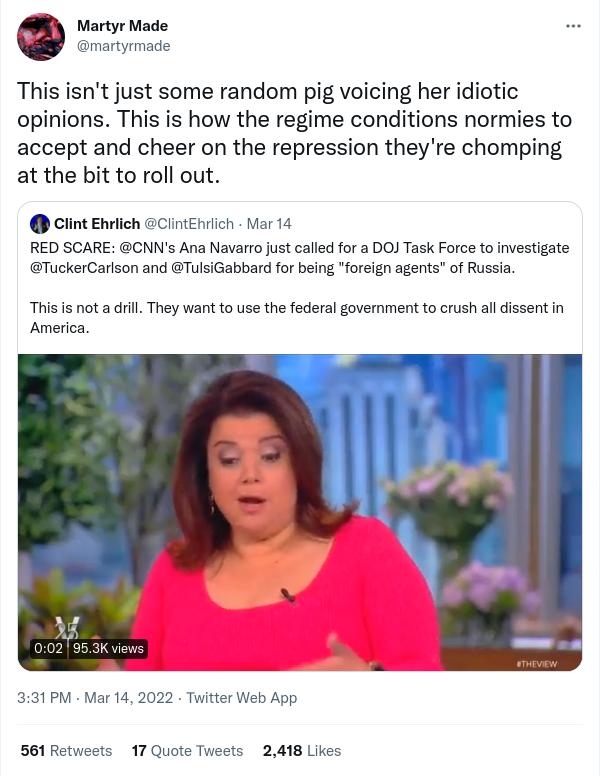 Martyr Made
@martyrmade
This isn't just some random pig voicing her idiotic
opinions. This is how the regime conditions normies to
accept and cheer on the repression they're chomping
at the bit to roll out.
Clint Ehrlich @ClintEhrlich · Mar 14
RED SCARE: @CNN's Ana Navarro just called for a DOJ Task Force to investigate
@TuckerCarlson and @TulsiGabbard for being "foreign agents" of Russia.
This is not a drill. They want to use the federal government to crush all dissent in
America.
V 25
0:02 95.3K views
#THEVIEW
3:31 PM · Mar 14, 2022 · Twitter Web App
561 Retweets 17 Quote Tweets 2,418 Likes